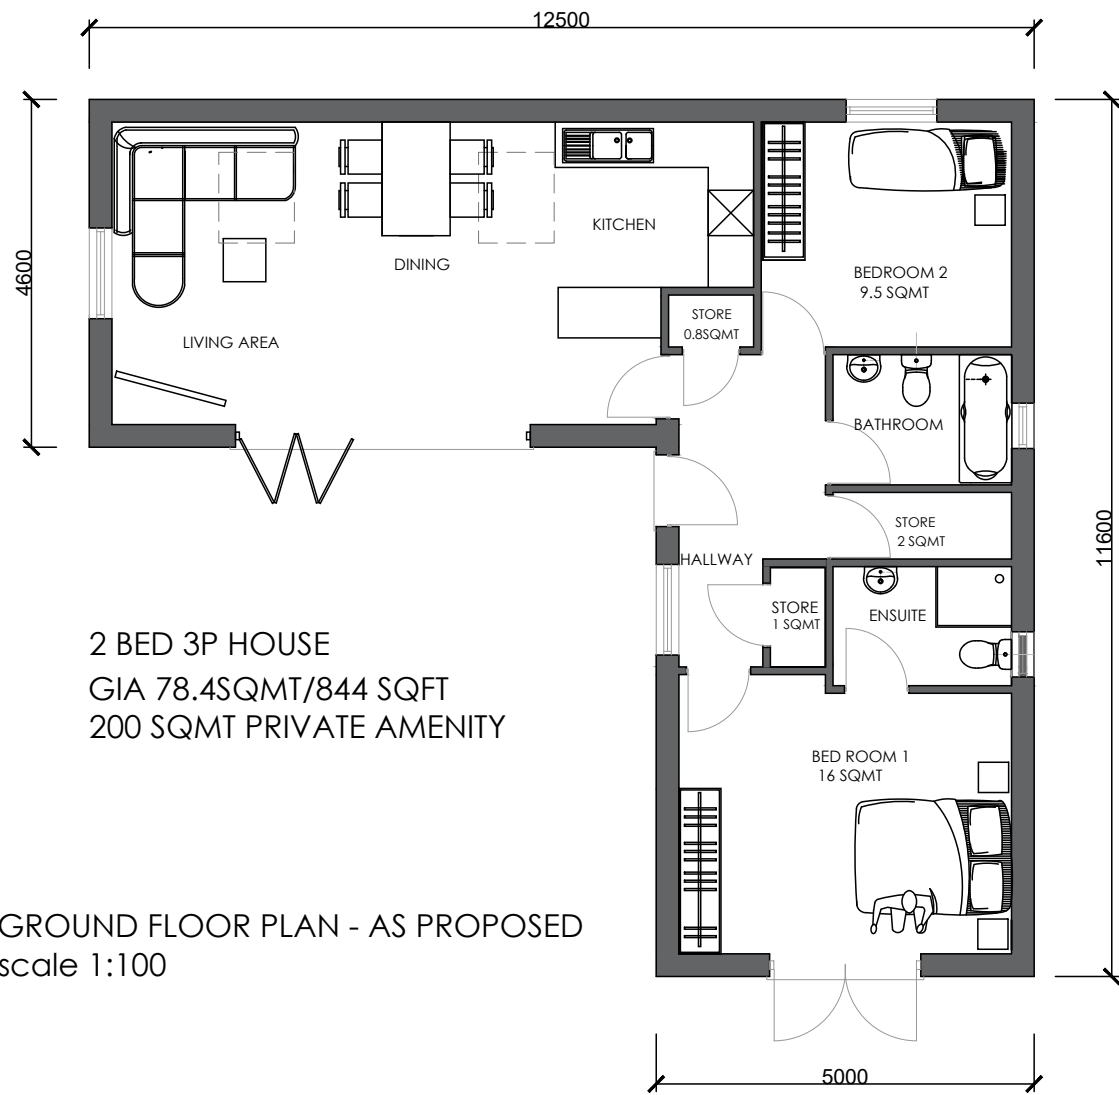 12500
4600
11600
KITCHEN
DINING
LIVING AREA
STORE
0.8SQMT
BEDROOM 2
9.5 SQMT
BATHROOM
STORE
2 SQMT
HALLWAY
STORE
1 SQMT
ENSUITE
BED ROOM 1
16 SQMT
2 BED 3P HOUSE
GIA 78.4SQMT/844 SQFT
200 SQMT PRIVATE AMENITY
GROUND FLOOR PLAN - AS PROPOSED
scale 1:100
5000